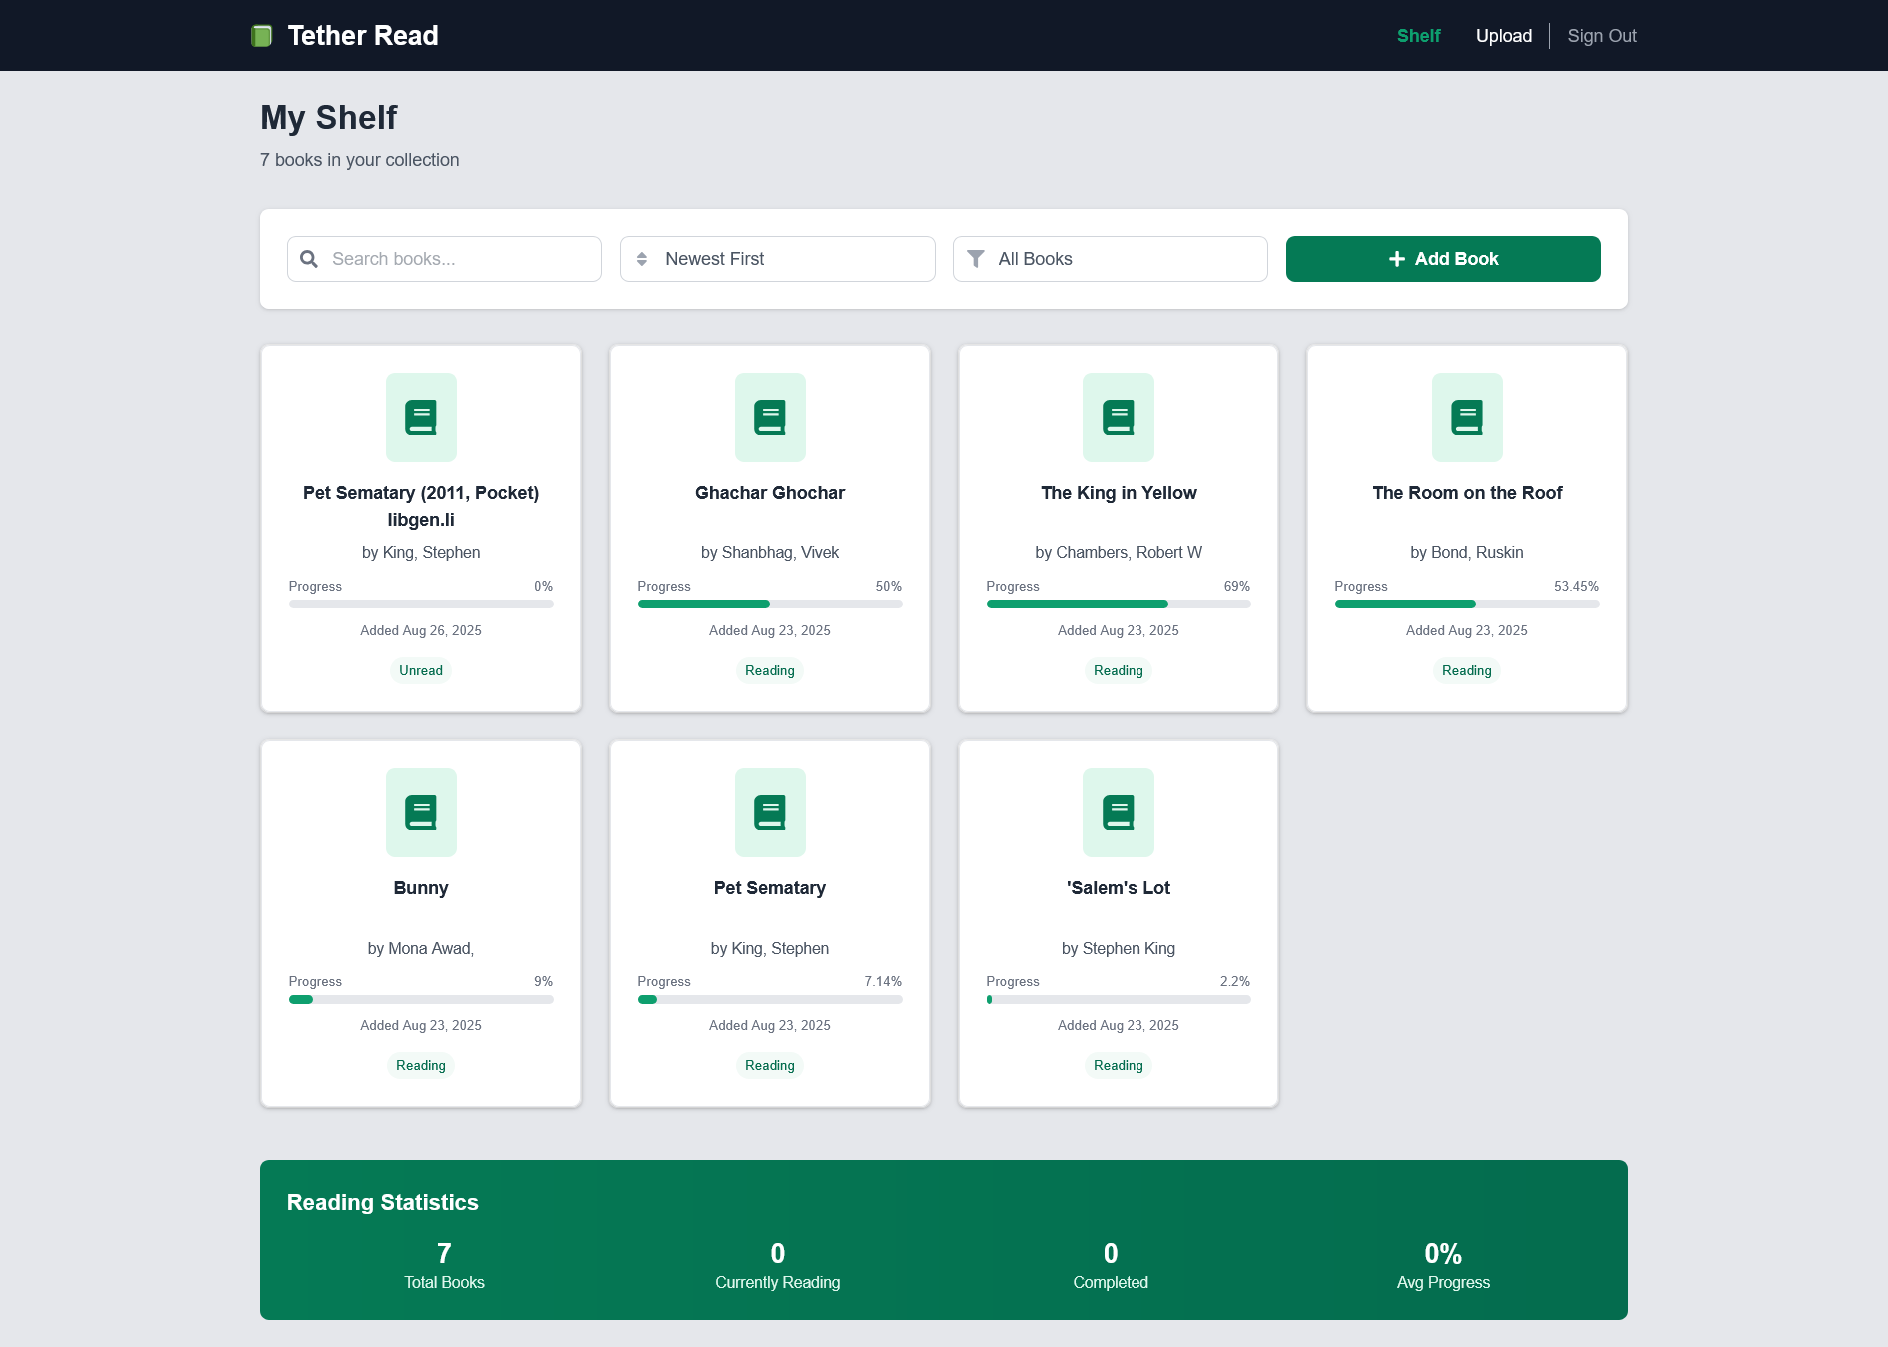 Tether Read
Shelf
Upload
Sign Out
My Shelf
7 books in your collection
Search books...
Newest First
All Books
Add Book
Pet Sematary (2011, Pocket)
libgen.li
by King, Stephen
Progress 0%
Added Aug 26, 2025
Unread
Ghachar Ghochar
by Shanbhag, Vivek
Progress 50%
Added Aug 23, 2025
Reading
The King in Yellow
by Chambers, Robert W
Progress 69%
Added Aug 23, 2025
Reading
The Room on the Roof
by Bond, Ruskin
Progress 53.45%
Added Aug 23, 2025
Reading
Bunny
by Mona Awad,
Progress 9%
Added Aug 23, 2025
Reading
Pet Sematary
by King, Stephen
Progress 7.14%
Added Aug 23, 2025
Reading
'Salem's Lot
by Stephen King
Progress 2.2%
Added Aug 23, 2025
Reading
Reading Statistics
7
Total Books
0
Currently Reading
0
Completed
0%
Avg Progress